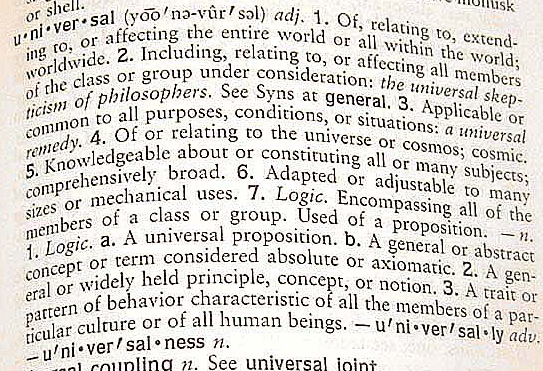 or shell.
u•ni•ver•sal (yōō′nə-vûr′səl) adj. 1. Of, relating to, extend-
ing to, or affecting the entire world or all within the world;
worldwide. 2. Including, relating to, or affecting all members
of the class or group under consideration: the universal skep-
ticism of philosophers. See Syns at general. 3. Applicable or
common to all purposes, conditions, or situations: a universal
remedy. 4. Of or relating to the universe or cosmos; cosmic.
5. Knowledgeable about or constituting all or many subjects;
comprehensively broad. 6. Adapted or adjustable to many
sizes or mechanical uses. 7. Logic. Encompassing all of the
members of a class or group. Used of a proposition. —n.
1. Logic. a. A universal proposition. b. A general or abstract
concept or term considered absolute or axiomatic. 2. A gen-
eral or widely held principle, concept, or notion. 3. A trait or
pattern of behavior characteristic of all the members of a par-
ticular culture or of all human beings. —u′ni•ver′sal•ly adv.
—u′ni•ver′sal•ness n.
coupling n. See universal joint